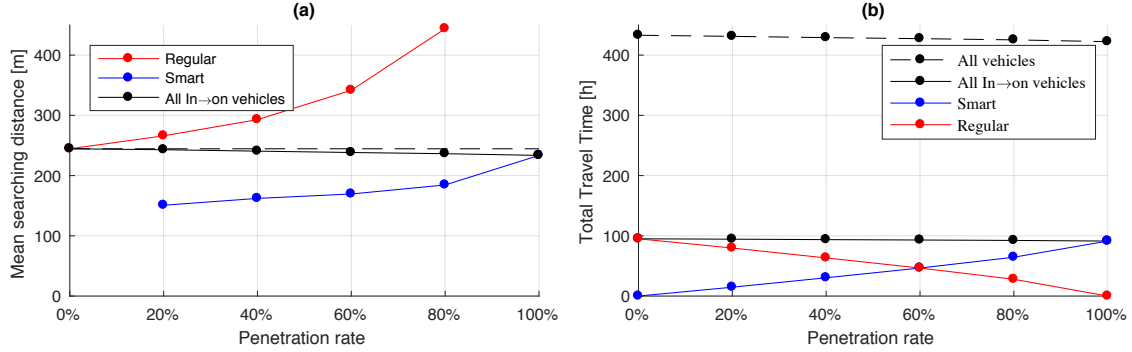 (a)
Mean searching distance [m]
400
300
200
100
0
Regular
Smart
All In→on vehicles
0% 20% 40% 60% 80% 100%
Penetration rate
(b)
Total Travel Time [h]
400
300
200
100
0
All vehicles
All In→on vehicles
Smart
Regular
0% 20% 40% 60% 80% 100%
Penetration rate